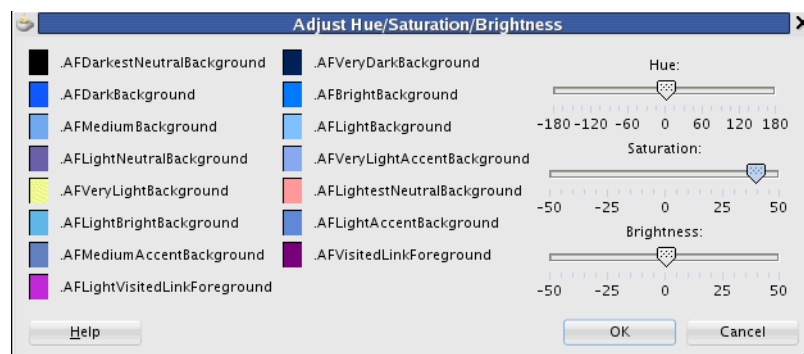 Adjust Hue/Saturation/Brightness
.AFDarkestNeutralBackground
.AFVeryDarkBackground
.AFDarkBackground
.AFBrightBackground
.AFMediumBackground
.AFLightBackground
.AFLightNeutralBackground
.AFVeryLightAccentBackground
.AFVeryLightBackground
.AFLightestNeutralBackground
.AFLightBrightBackground
.AFLightAccentBackground
.AFMediumAccentBackground
.AFVisitedLinkForeground
.AFLightVisitedLinkForeground
Hue:
-180 -120 -60 0 60 120 180
Saturation:
-50 -25 0 25 50
Brightness:
-50 -25 0 25 50
Help
OK
Cancel